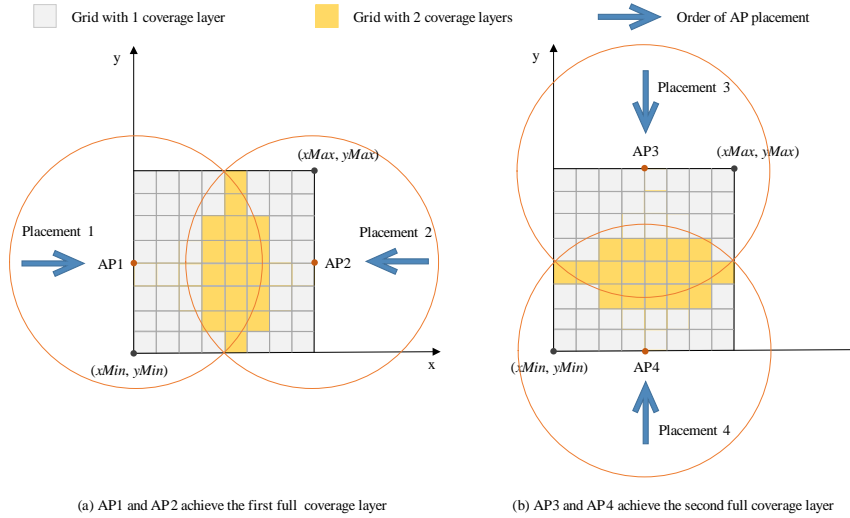 Grid with 1 coverage layer
Grid with 2 coverage layers
Order of AP placement
y
(xMax, yMax)
Placement 1
Placement 2
AP1
AP2
(xMin, yMin)
x
(a) AP1 and AP2 achieve the first full coverage layer
y
Placement 3
AP3
(xMax, yMax)
(xMin, yMin)
AP4
Placement 4
(b) AP3 and AP4 achieve the second full coverage layer